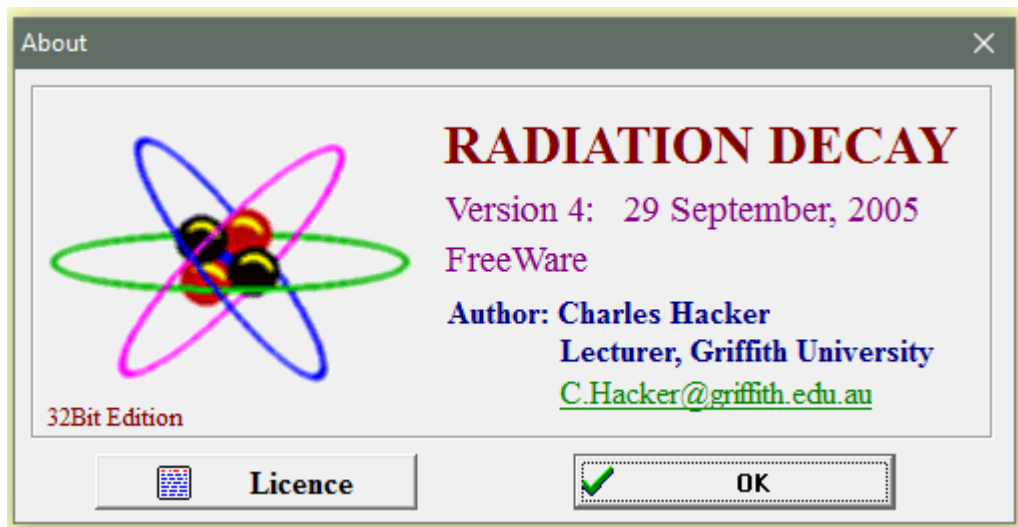 About
RADIATION DECAY
Version 4: 29 September, 2005
FreeWare
Author: Charles Hacker
Lecturer, Griffith University
C.Hacker@griffith.edu.au
32Bit Edition
Licence
OK